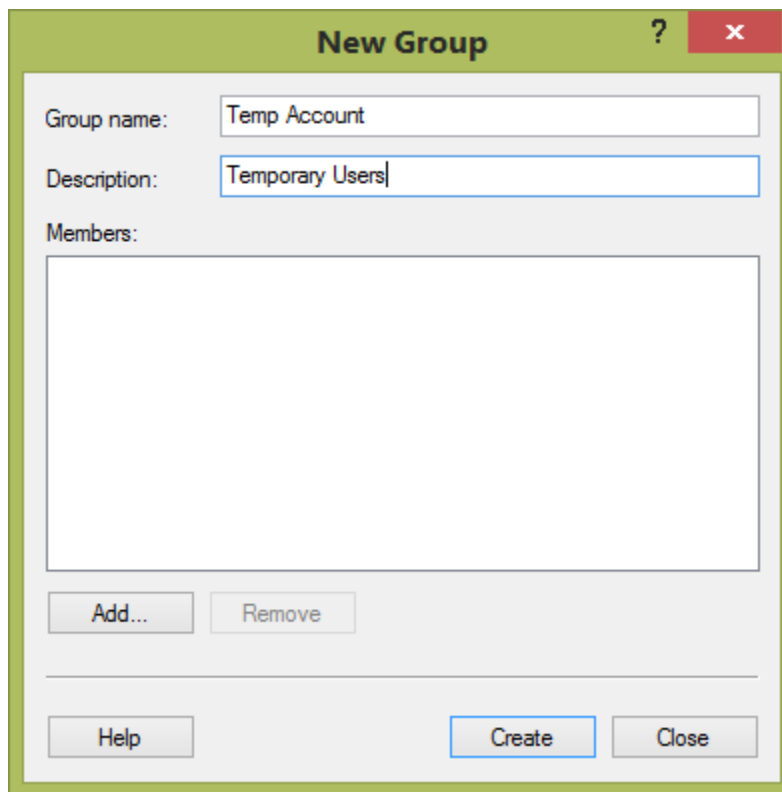 New Group
?
x
Group name: Temp Account
Description: Temporary Users
Members:
Add... Remove
Help Create Close